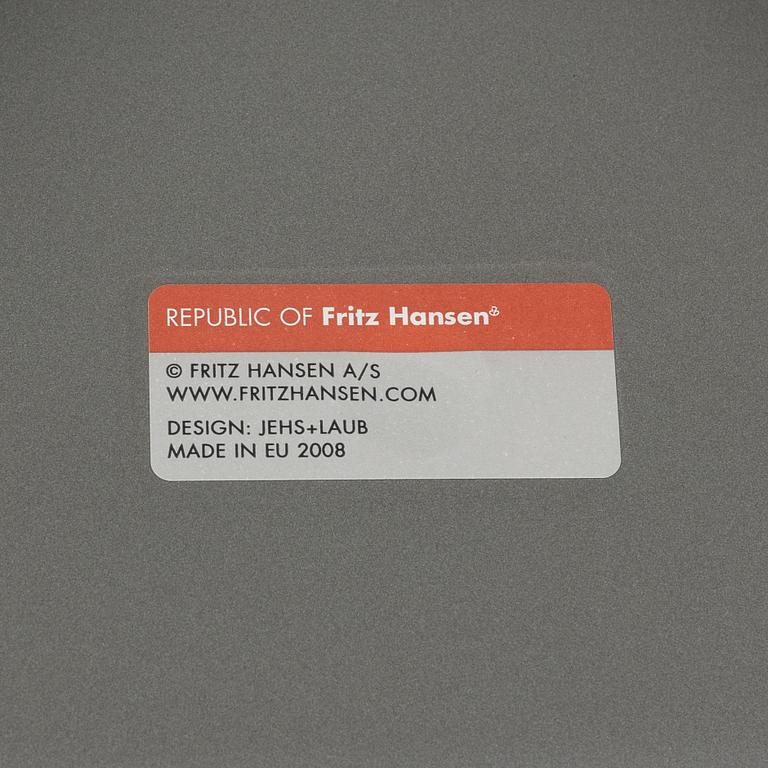 REPUBLIC OF Fritz Hansen
© FRITZ HANSEN A/S
WWW.FRITZHANSEN.COM
DESIGN: JEHS+LAUB
MADE IN EU 2008